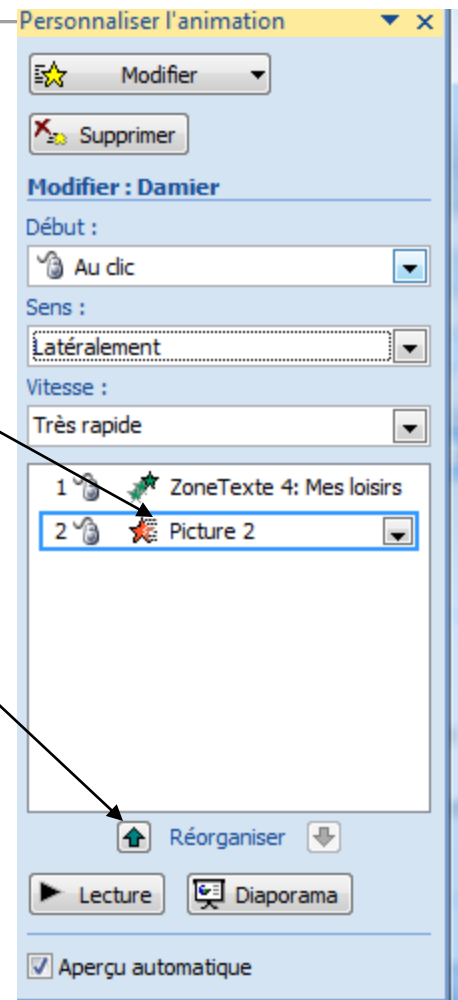 Personnaliser l'animation
Modifier
Supprimer
Modifier : Damier
Début :
Au clic
Sens :
Latéralement
Vitesse :
Très rapide
1 ZoneTexte 4: Mes loisirs
2 Picture 2
Réorganiser
Lecture Diaporama
Aperçu automatique